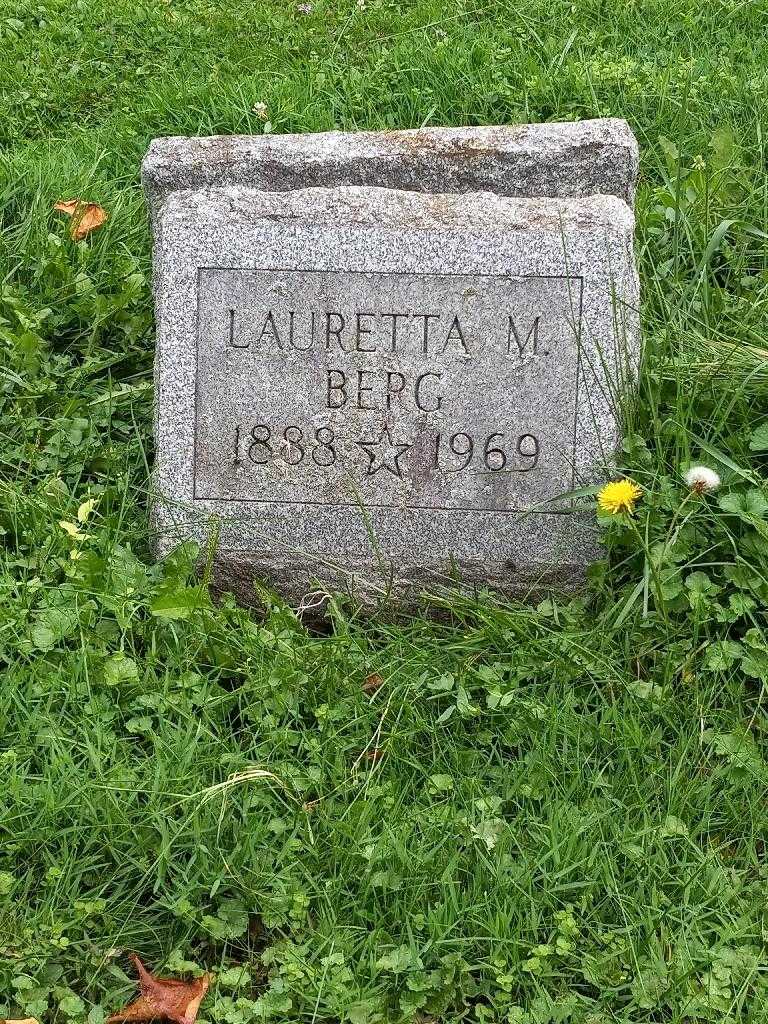 LAURETTA M.
BERG
1888 ☆ 1969